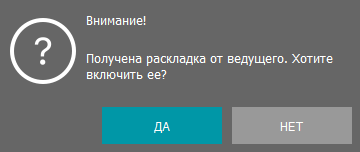 Внимание!
Получена раскладка от ведущего. Хотите
включить ее?
?
ДА НЕТ